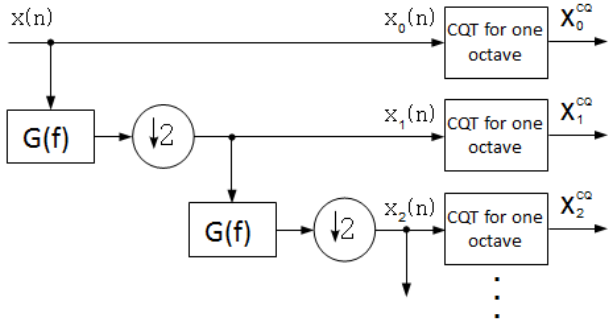 x(n)
x₀(n)
CQT for one
octave
X₀^CQ
G(f)
↓2
x₁(n)
CQT for one
octave
X₁^CQ
G(f)
↓2
x₂(n)
CQT for one
octave
X₂^CQ